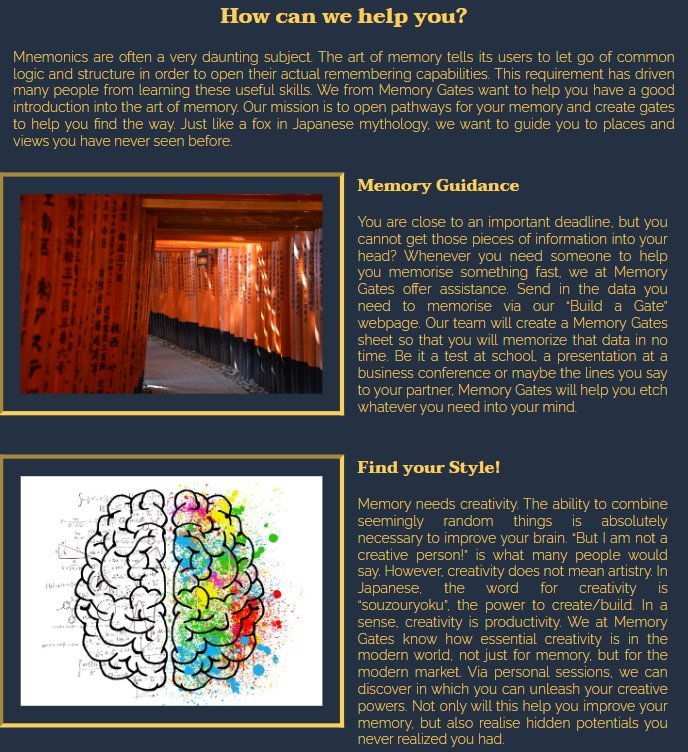 How can we help you?
Mnemonics are often a very daunting subject. The art of memory tells its users to let go of common
logic and structure in order to open their actual remembering capabilities. This requirement has driven
many people from learning these useful skills. We from Memory Gates want to help you have a good
introduction into the art of memory. Our mission is to open pathways for your memory and create gates
to help you find the way. Just like a fox in Japanese mythology, we want to guide you to places and
views you have never seen before.
Memory Guidance
You are close to an important deadline, but you
cannot get those pieces of information into your
head? Whenever you need someone to help
you memorise something fast, we at Memory
Gates offer assistance. Send in the data you
need to memorise via our "Build a Gate"
webpage. Our team will create a Memory Gates
sheet so that you will memorize that data in no
time. Be it a test at school, a presentation at a
business conference or maybe the lines you say
to your partner, Memory Gates will help you etch
whatever you need into your mind.
Find your Style!
Memory needs creativity. The ability to combine
seemingly random things is absolutely
necessary to improve your brain. "But I am not a
creative person!" is what many people would
say. However, creativity does not mean artistry. In
Japanese, the word for creativity is
"souzouryoku", the power to create/build. In a
sense, creativity is productivity. We at Memory
Gates know how essential creativity is in the
modern world, not just for memory, but for the
modern market. Via personal sessions, we can
discover in which you can unleash your creative
powers. Not only will this help you improve your
memory, but also realise hidden potentials you
never realized you had.